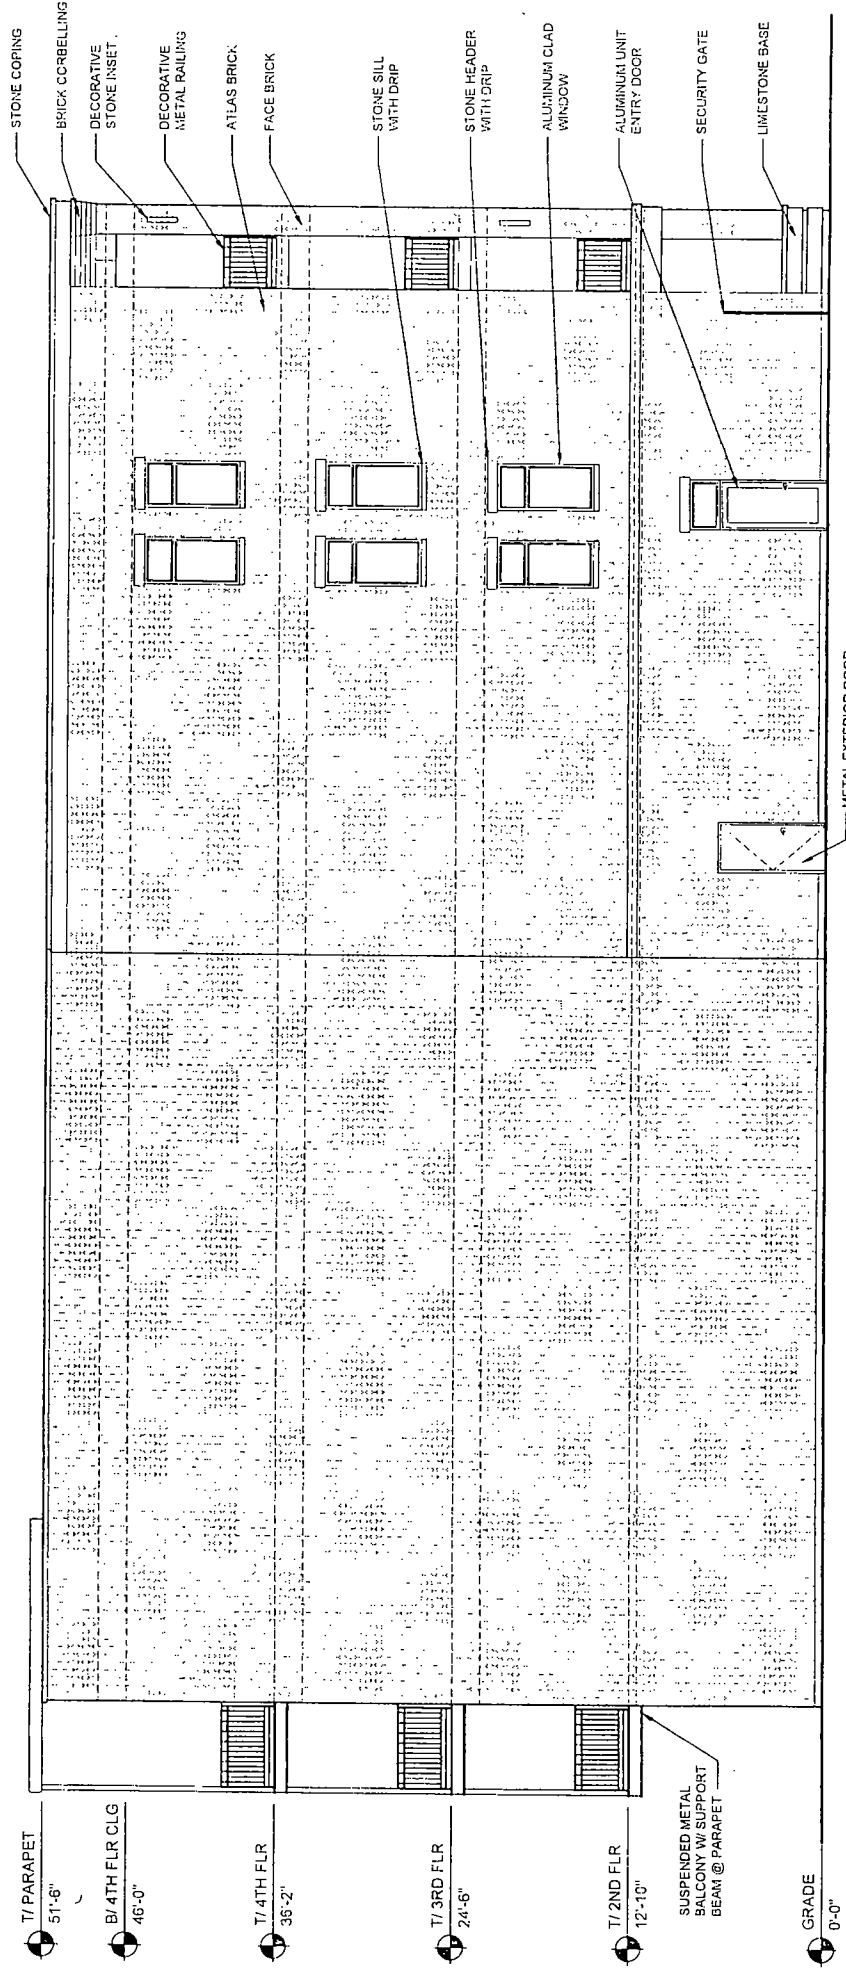 STONE COPING
BRICK CORBELLING
DECORATIVE
STONE INSET
DECORATIVE
METAL RAILING
ATLAS BRICK
FACE BRICK
STONE SILL
WITH DRIP
STONE HEADER
WITH DRIP
ALUMINUM CLAD
WINDOW
ALUMINUM UNIT
ENTRY DOOR
SECURITY GATE
LIMESTONE BASE
METAL EXTERIOR DOOR
T/ PARAPET
51'-6"
B/ 4TH FLR CLG
46'-0"
T/ 4TH FLR
36'-2"
T/ 3RD FLR
24'-6"
T/ 2ND FLR
12'-10"
SUSPENDED METAL
BALCONY W/ SUPPORT
BEAM @ PARAPET
GRADE
0'-0"